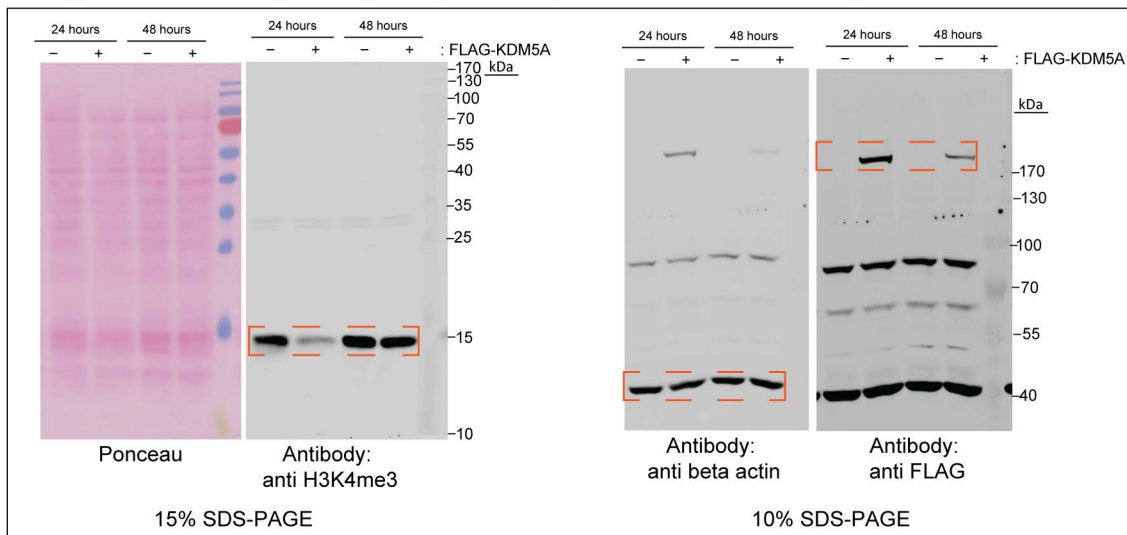 24 hours 48 hours
– + – +
24 hours 48 hours
– + – + : FLAG-KDM5A
–170 kDa
–130
–100
–70
–55
–40
–35
–25
–15
–10
Ponceau
Antibody:
anti H3K4me3
15% SDS-PAGE
24 hours 48 hours
– + – +
24 hours 48 hours
– + – + : FLAG-KDM5A
kDa
–170
–130
–100
–70
–55
–40
Antibody:
anti beta actin
Antibody:
anti FLAG
10% SDS-PAGE